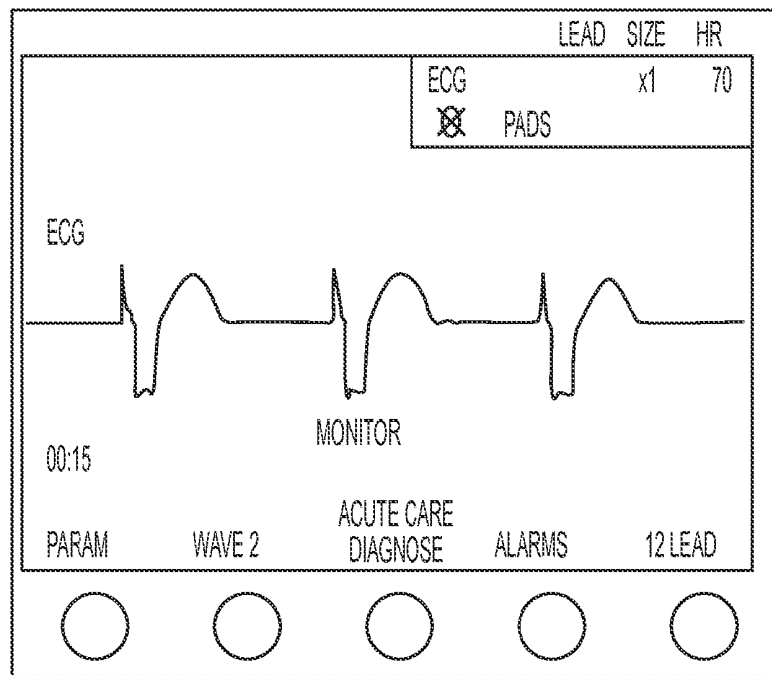 LEAD SIZE HR
ECG x1 70
PADS
ECG
MONITOR
00:15
PARAM WAVE 2 ACUTE CARE DIAGNOSE ALARMS 12 LEAD